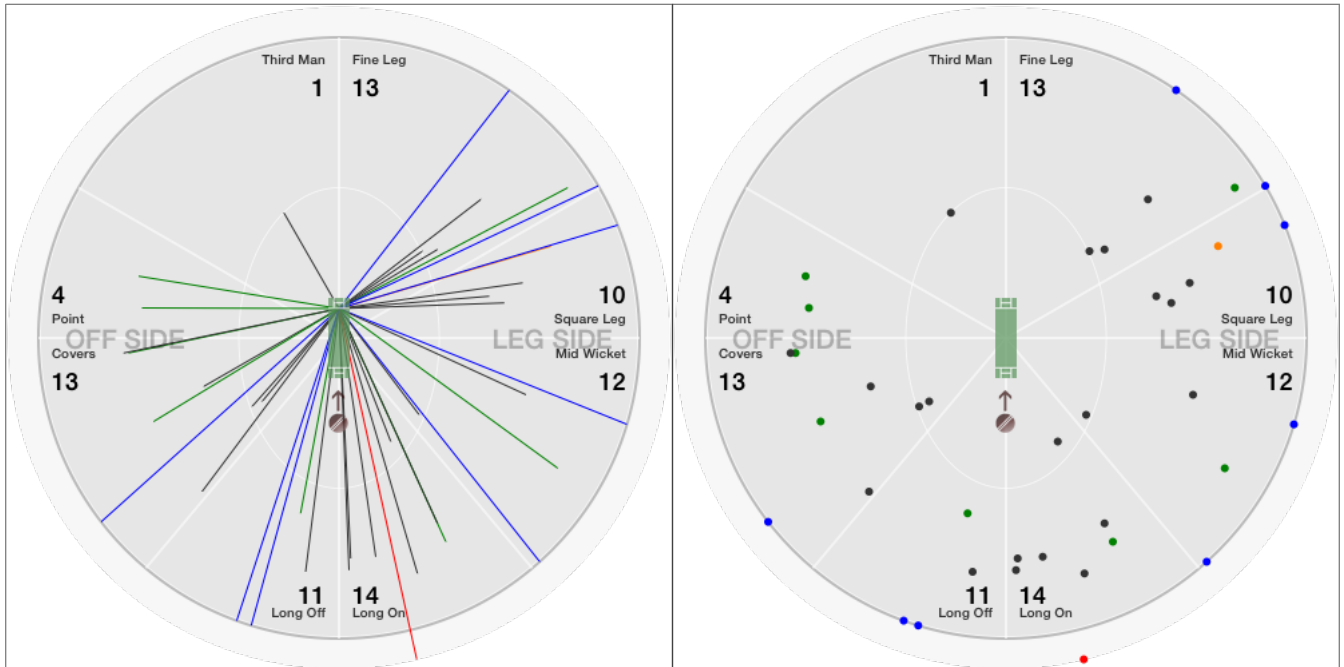 Third Man
Fine Leg
1
13
4
10
Point
Square Leg
OFF SIDE
LEG SIDE
Covers
Mid Wicket
13
12
11
14
Long Off
Long On
Third Man
Fine Leg
1
13
4
10
Point
Square Leg
OFF SIDE
LEG SIDE
Covers
Mid Wicket
13
12
11
14
Long Off
Long On